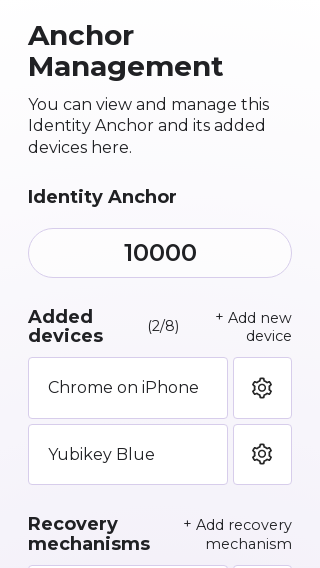 Anchor
Management
You can view and manage this
Identity Anchor and its added
devices here.
Identity Anchor
10000
Added
devices
(2/8)
+ Add new
device
Chrome on iPhone
Yubikey Blue
Recovery
mechanisms
+ Add recovery
mechanism